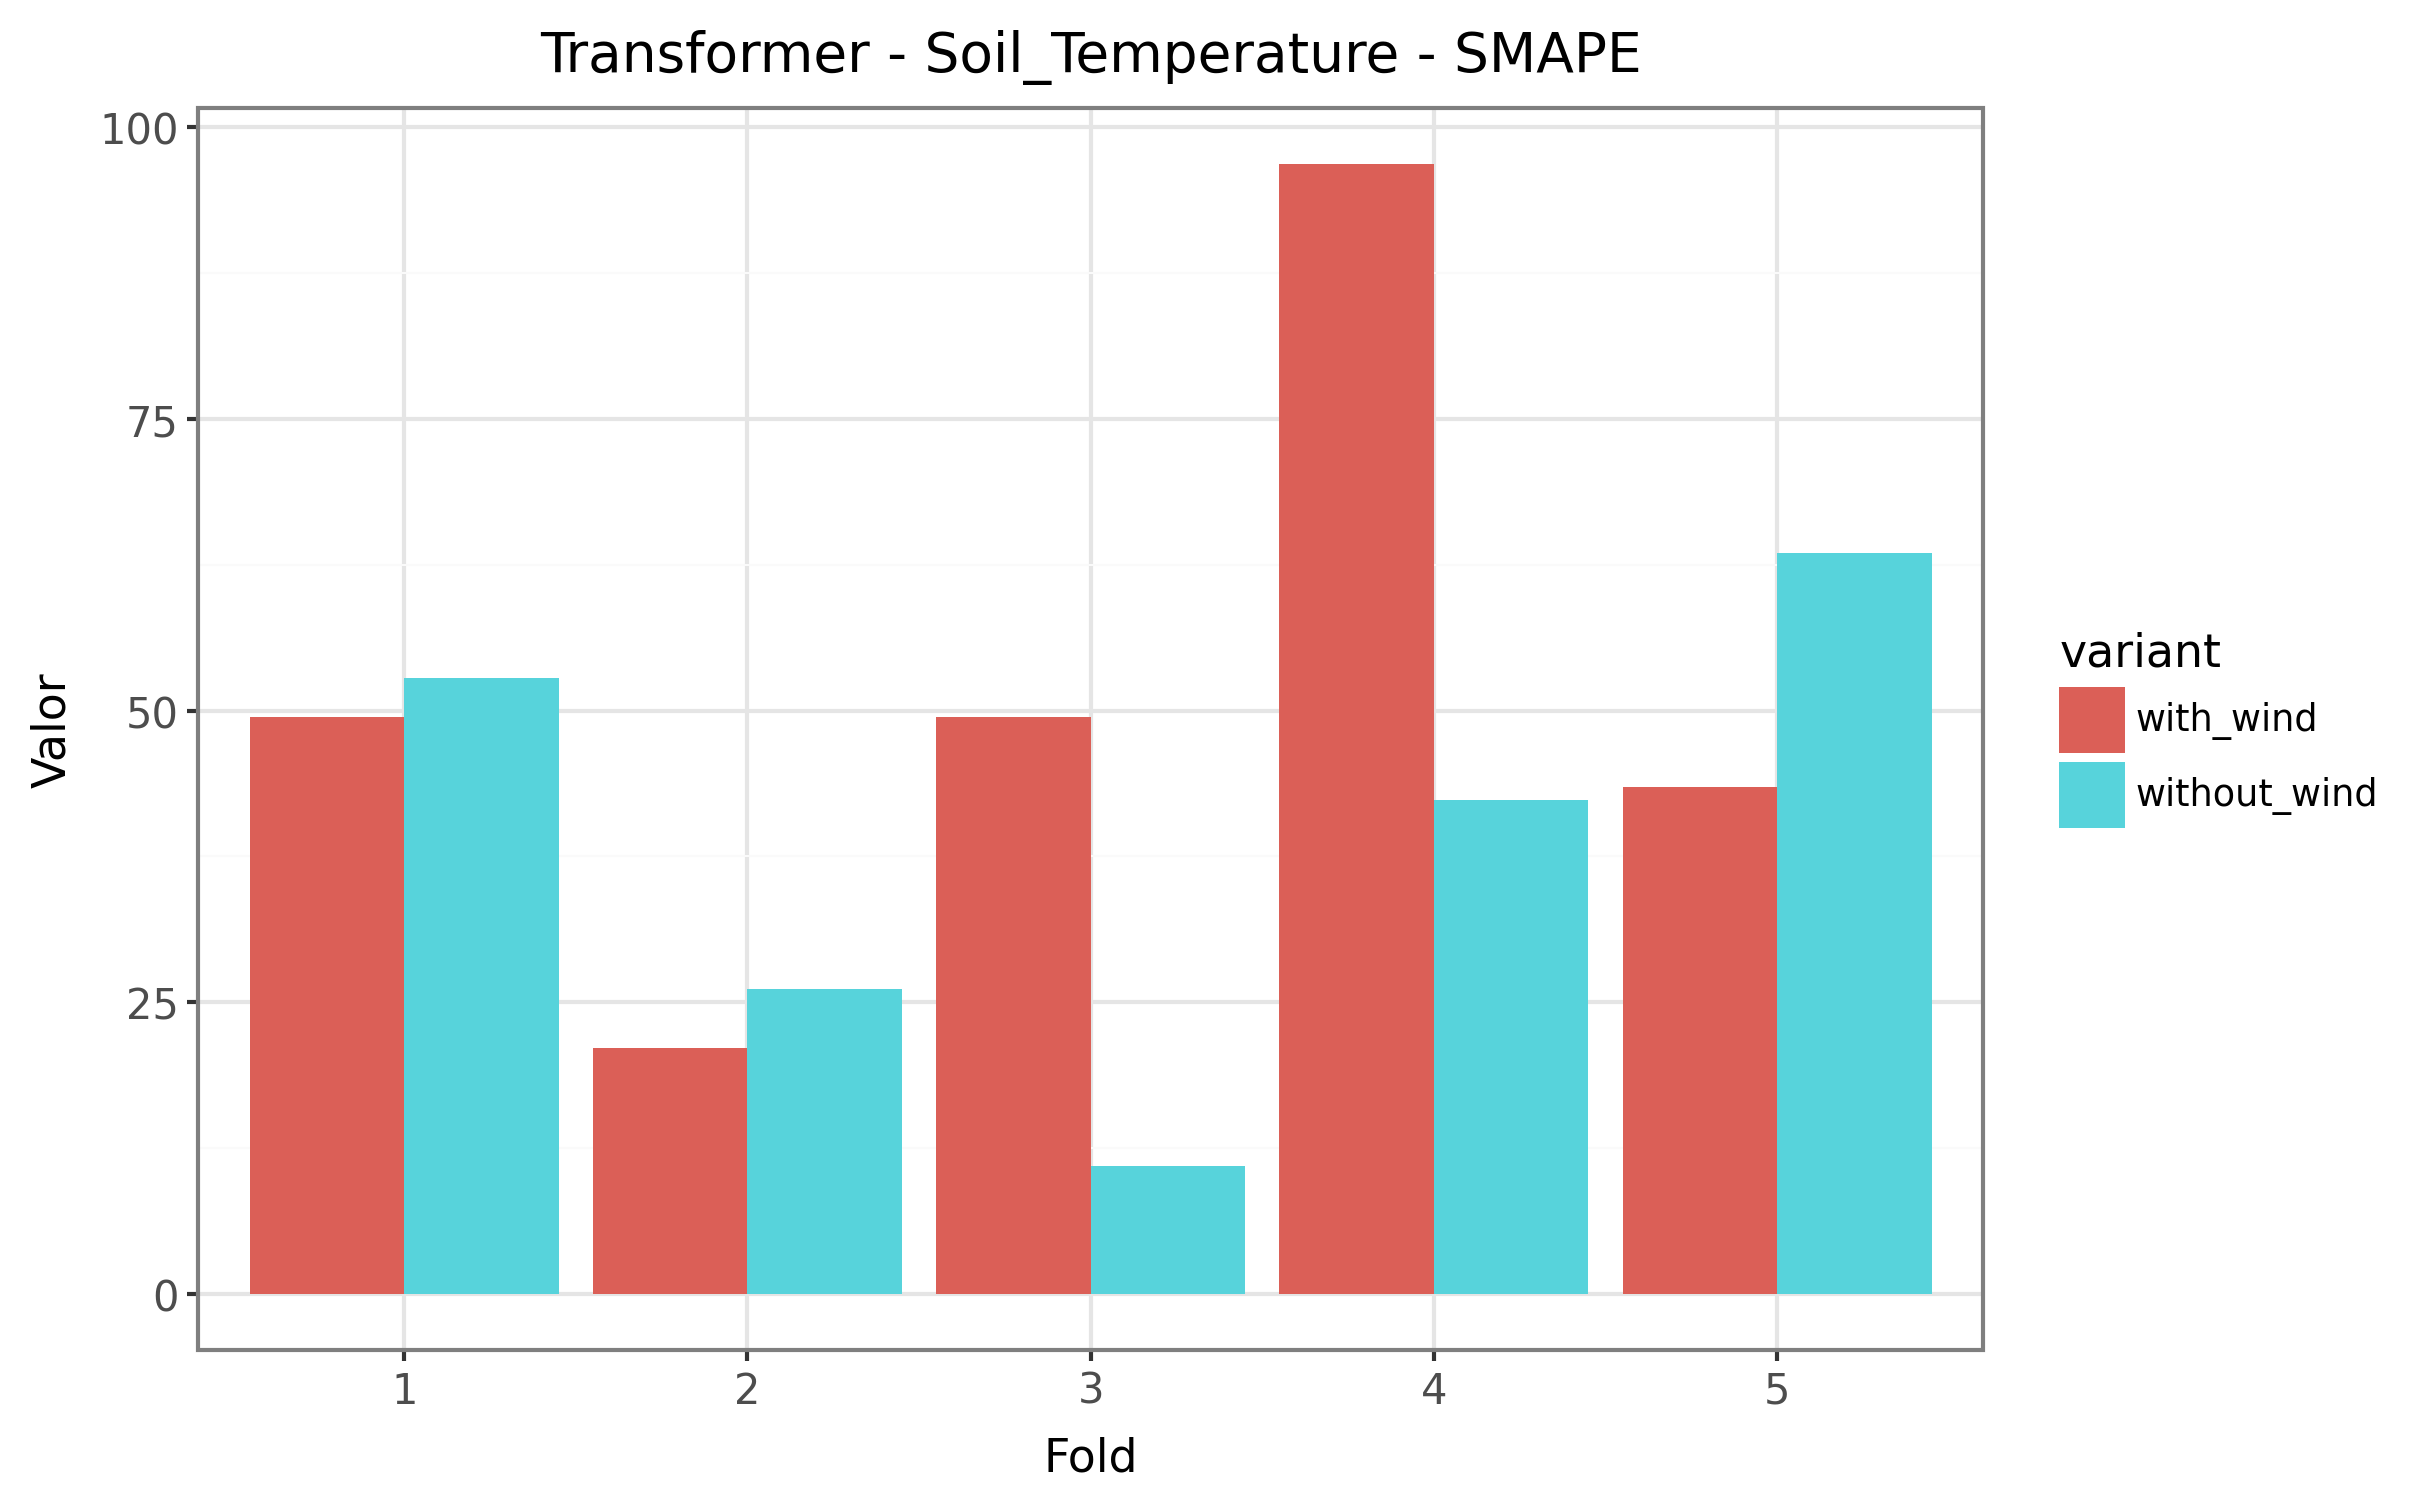 Transformer - Soil_Temperature - SMAPE
100
75
50
25
0
Valor
1 2 3 4 5
Fold
variant
with_wind
without_wind